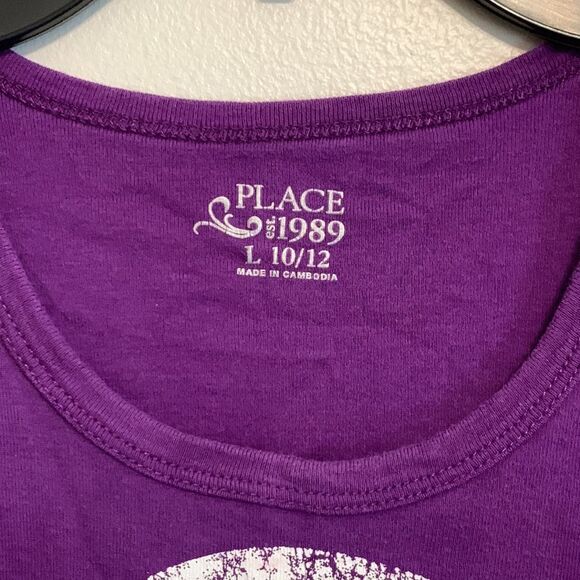 PLACE
est. 1989
L 10/12
MADE IN CAMBODIA